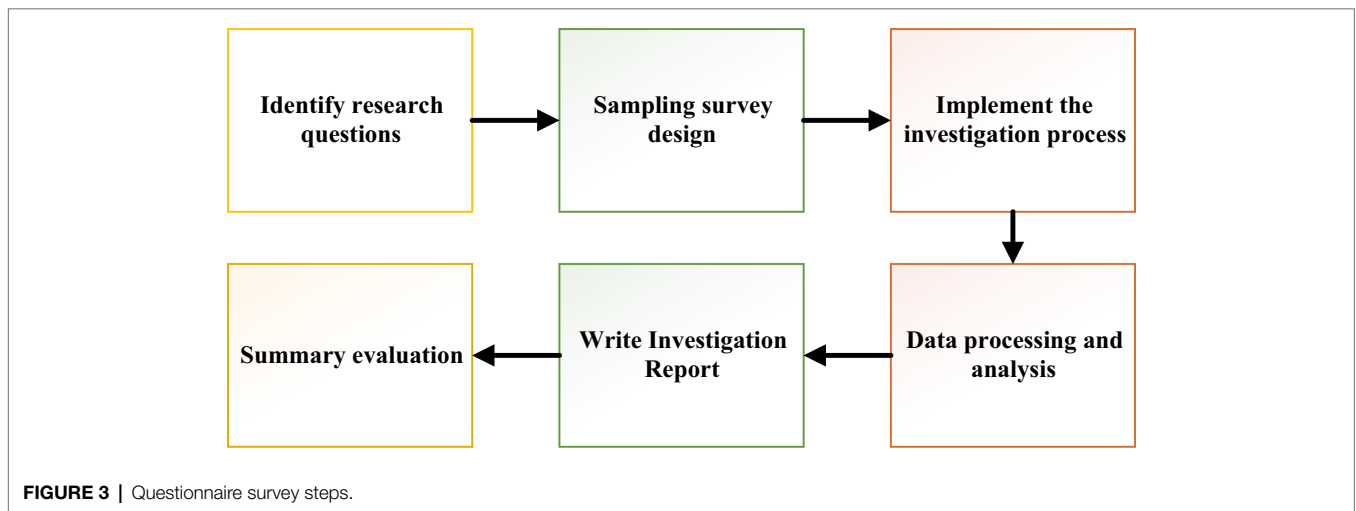 Identify research
questions
Sampling survey
design
Implement the
investigation process
Data processing and
analysis
Write Investigation
Report
Summary evaluation
FIGURE 3 | Questionnaire survey steps.